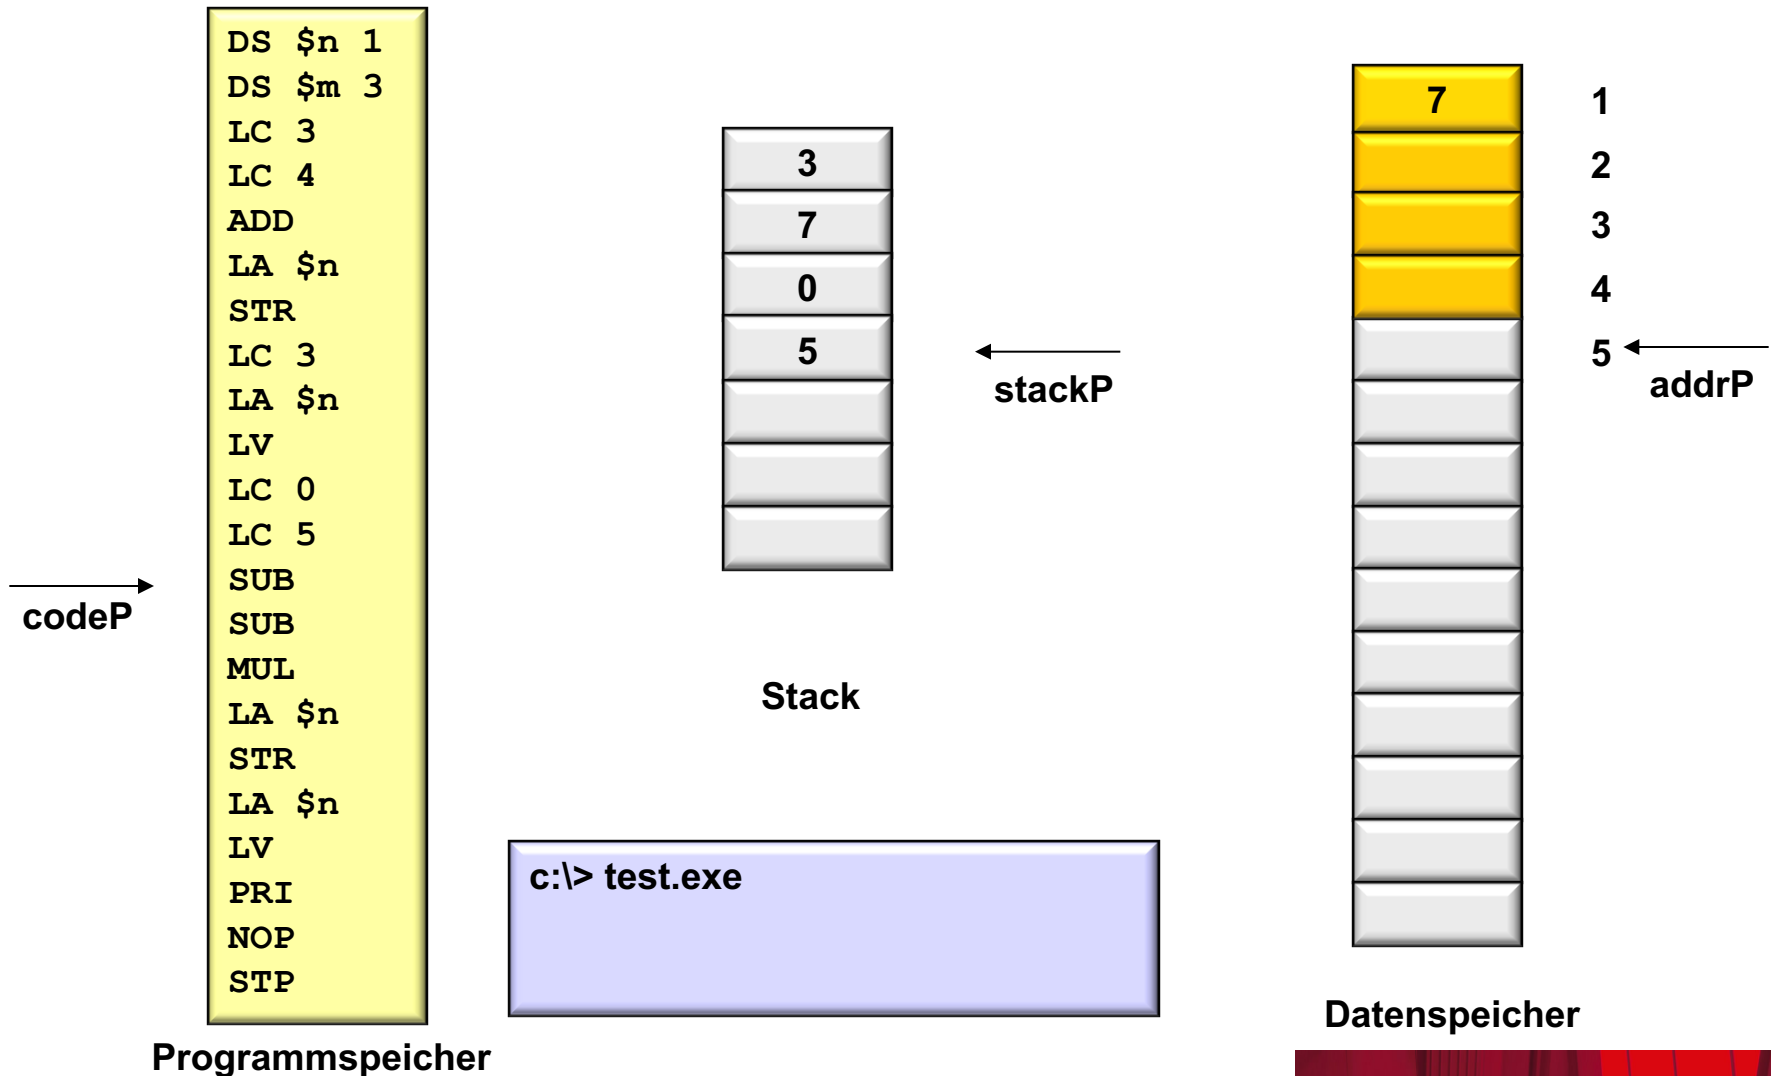 DS $n 1
DS $m 3
LC 3
LC 4
ADD
LA $n
STR
LC 3
LA $n
LV
LC 0
LC 5
SUB
SUB
MUL
LA $n
STR
LA $n
LV
PRI
NOP
STP
codeP
Programmspeicher
3
7
0
5
stackP
Stack
c:\> test.exe
7
1
2
3
4
5
addrP
Datenspeicher